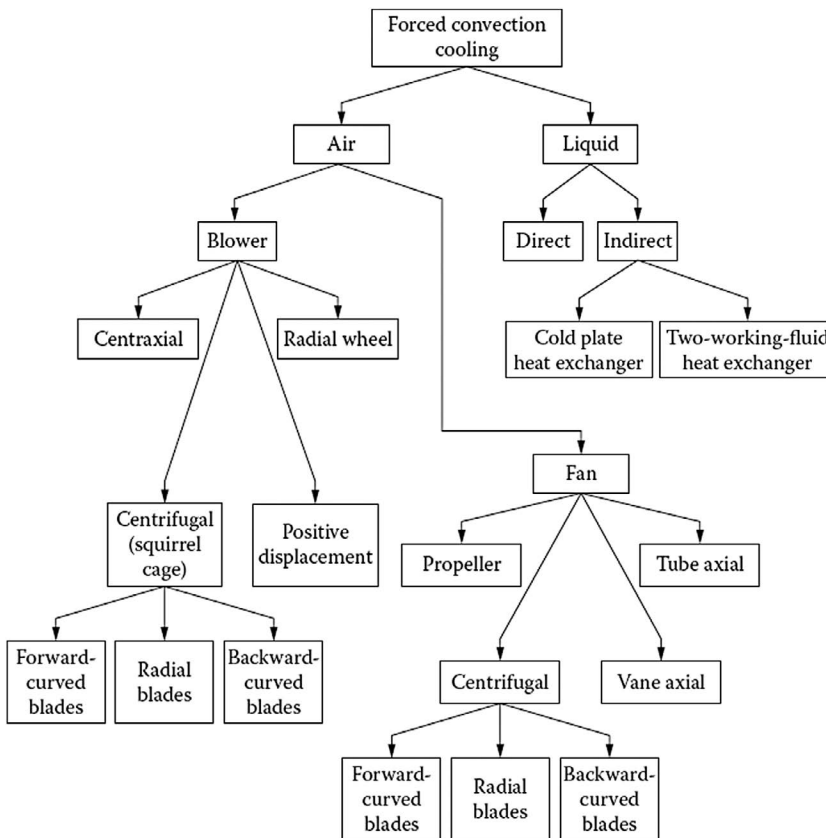 Forced convection
cooling
Air
Liquid
Blower
Direct
Indirect
Centraxial
Radial wheel
Cold plate
heat exchanger
Two-working-fluid
heat exchanger
Fan
Centrifugal
(squirrel
cage)
Positive
displacement
Propeller
Tube axial
Forward-
curved
blades
Radial
blades
Backward-
curved
blades
Centrifugal
Vane axial
Forward-
curved
blades
Radial
blades
Backward-
curved
blades